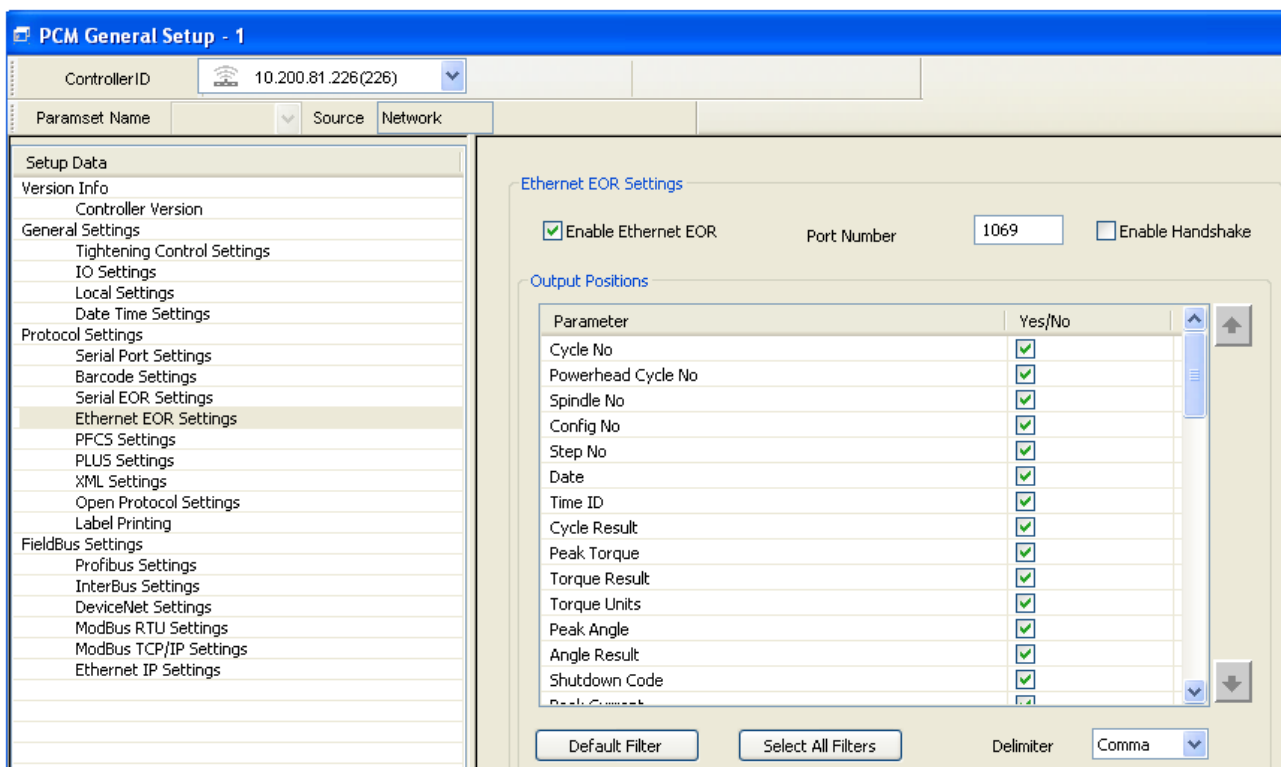 PCM General Setup - 1
ControllerID
10.200.81.226(226)
Paramset Name
Source
Network
Setup Data
Version Info
Controller Version
General Settings
Tightening Control Settings
IO Settings
Local Settings
Date Time Settings
Protocol Settings
Serial Port Settings
Barcode Settings
Serial EOR Settings
Ethernet EOR Settings
PFCS Settings
PLUS Settings
XML Settings
Open Protocol Settings
Label Printing
FieldBus Settings
Profibus Settings
InterBus Settings
DeviceNet Settings
ModBus RTU Settings
ModBus TCP/IP Settings
Ethernet IP Settings
Ethernet EOR Settings
Enable Ethernet EOR
Port Number
1069
Enable Handshake
Output Positions
Parameter
Yes/No
Cycle No
Powerhead Cycle No
Spindle No
Config No
Step No
Date
Time ID
Cycle Result
Peak Torque
Torque Result
Torque Units
Peak Angle
Angle Result
Shutdown Code
Peak Current
Default Filter
Select All Filters
Delimiter
Comma